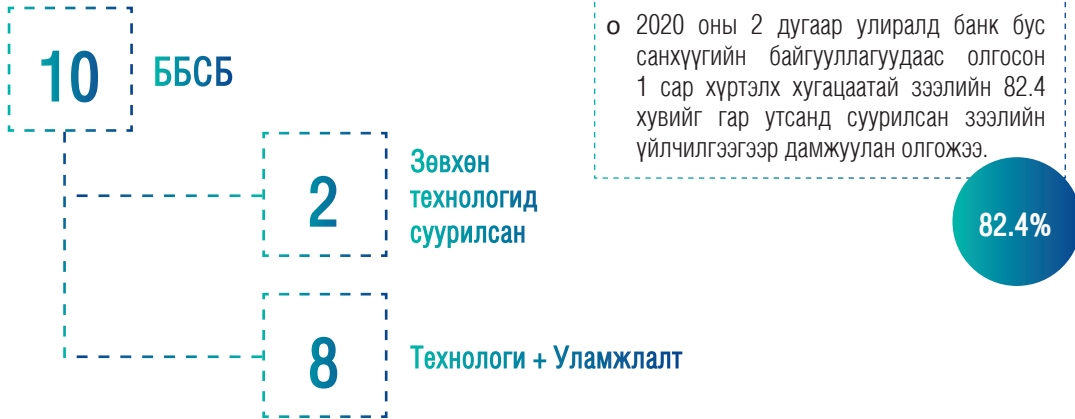 10
ББСБ
2
Зөвхөн
технологид
суурилсан
8
Технологи + Уламжлалт
o 2020 оны 2 дугаар улиралд банк бус
санхүүгийн байгууллагуудаас олгосон
1 сар хүртэлх хугацаатай зээлийн 82.4
хувийг гар утсанд суурилсан зээлийн
үйлчилгээгээр дамжуулан олгожээ.
82.4%